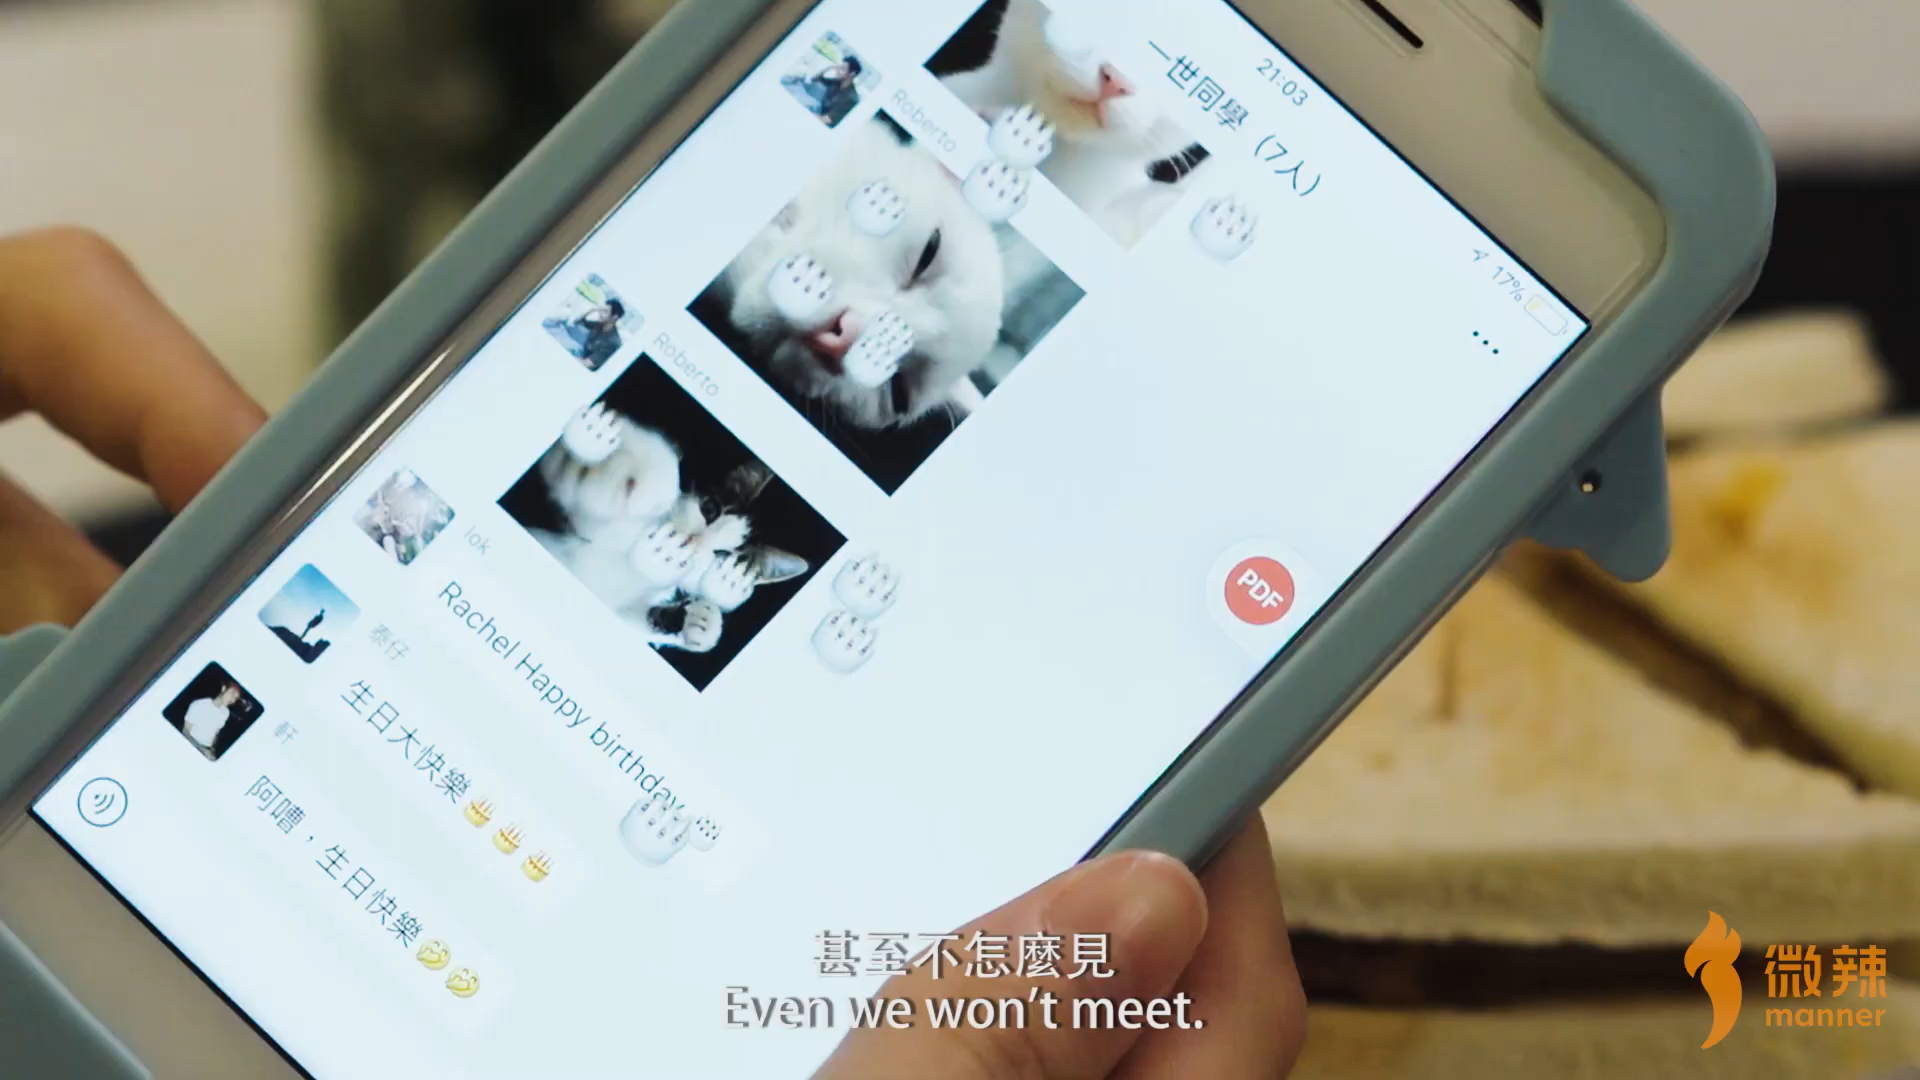 21:03
一世同學（7人）
17%
Roberto
Roberto
lok
Rachel Happy birthday
泰仔
生日大快樂
軒
阿嘈，生日快樂
PDF
甚至不怎麼見
Even we won't meet.
微辣
manner